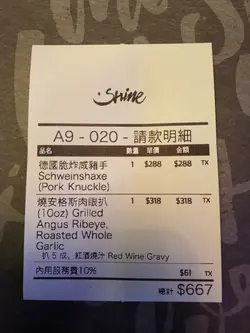 Shine
A9 - 020 - 請款明細
品名 數量 單價 金額
德國脆炸咸豬手 1 $288 $288 TX
Schweinshaxe
(Pork Knuckle)
燒安格斯肉眼扒 1 $318 $318 TX
(10oz) Grilled
Angus Ribeye,
Roasted Whole
Garlic
扒 5 成, 紅酒燒汁 Red Wine Gravy
內用服務費10% $61 TX
總計 $667